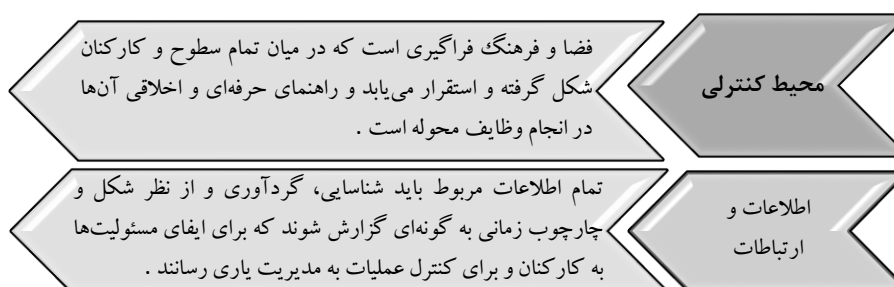 محیط کنترلی
فضا و فرهنگ فراگیری است که در میان تمام سطوح و کارکنان
شکل گرفته و استقرار می‌یابد و راهنمای حرفه‌ای و اخلاقی آن‌ها
در انجام وظایف محوله است .
اطلاعات و
ارتباطات
تمام اطلاعات مربوط باید شناسایی، گردآوری و از نظر شکل و
چارچوب زمانی به گونه‌ای گزارش شوند که برای ایفای مسئولیت‌ها
به کارکنان و برای کنترل عملیات به مدیریت یاری رسانند .